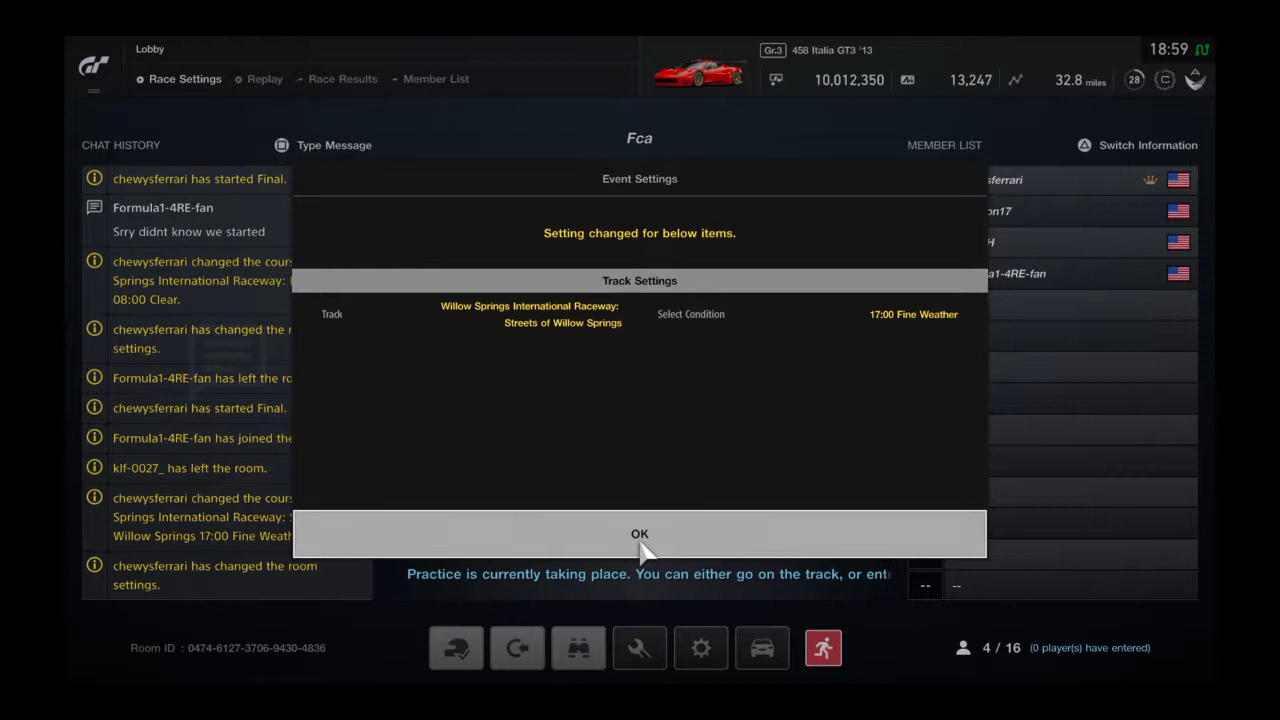 Lobby
Race Settings
Replay
Race Results
Member List
Gr.3
458 Italia GT3 '13
18:59
10,012,350
13,247
32.8 miles
28
C
Fca
CHAT HISTORY
Type Message
MEMBER LIST
Switch Information
chewysferrari has started Final.
Formula1-4RE-fan
Srry didnt know we started
chewysferrari changed the cour
Springs International Raceway:
08:00 Clear.
chewysferrari has changed the r
settings.
Formula1-4RE-fan has left the ro
chewysferrari has started Final.
Formula1-4RE-fan has joined the
klf-0027_ has left the room.
chewysferrari changed the cours
Springs International Raceway: S
Willow Springs 17:00 Fine Weath
chewysferrari has changed the room
settings.
Event Settings
Setting changed for below items.
Track Settings
Track
Willow Springs International Raceway:
Streets of Willow Springs
Select Condition
17:00 Fine Weather
OK
sferrari
on17
H
a1-4RE-fan
Practice is currently taking place. You can either go on the track, or ente
-- --
Room ID : 0474-6127-3706-9430-4836
4 / 16 (0 player(s) have entered)